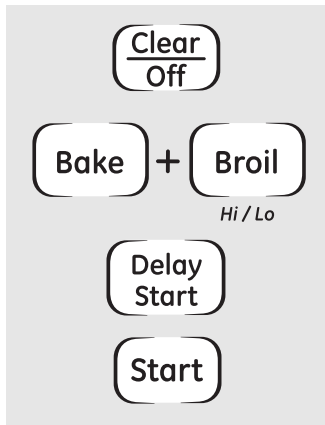 Clear
Off
Bake + Broil
Hi / Lo
Delay
Start
Start